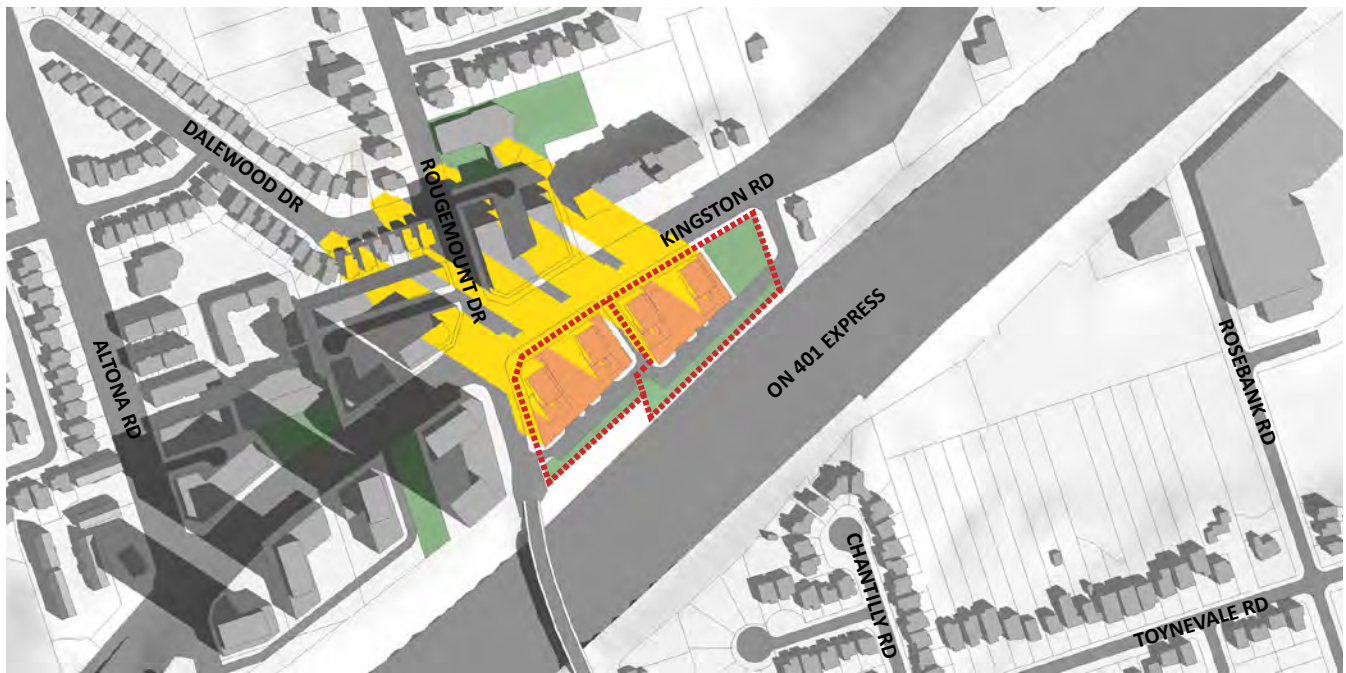 DALEWOOD DR
ROUGEMOUNT DR
KINGSTON RD
ALTONA RD
ON 401 EXPRESS
ROSEBANK RD
CHANTILLY RD
TOYNEVALE RD